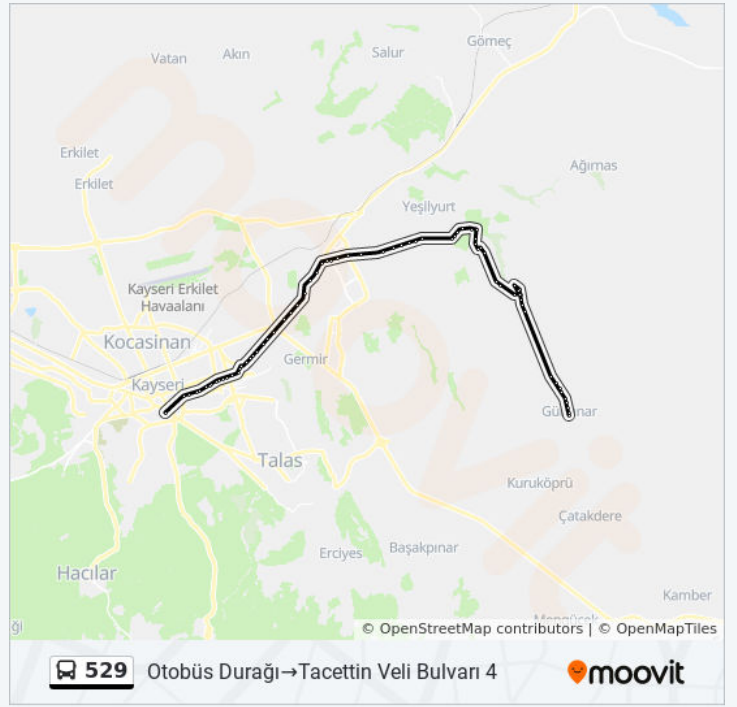 Gömeç
Salur
Akın
Vatan
Erkilet
Ağırnas
Erkilet
Yeşilyurt
Kayseri Erkilet
Havaalanı
Kocasinan
Germir
Kayseri
Talas
Kuruköprü
Çatakdere
Başakpınar
Erciyes
Hacılar
Kamber
© OpenStreetMap contributors | © OpenMapTiles
529 Otobüs Durağı→Tacettin Veli Bulvarı 4
moovit
moovit